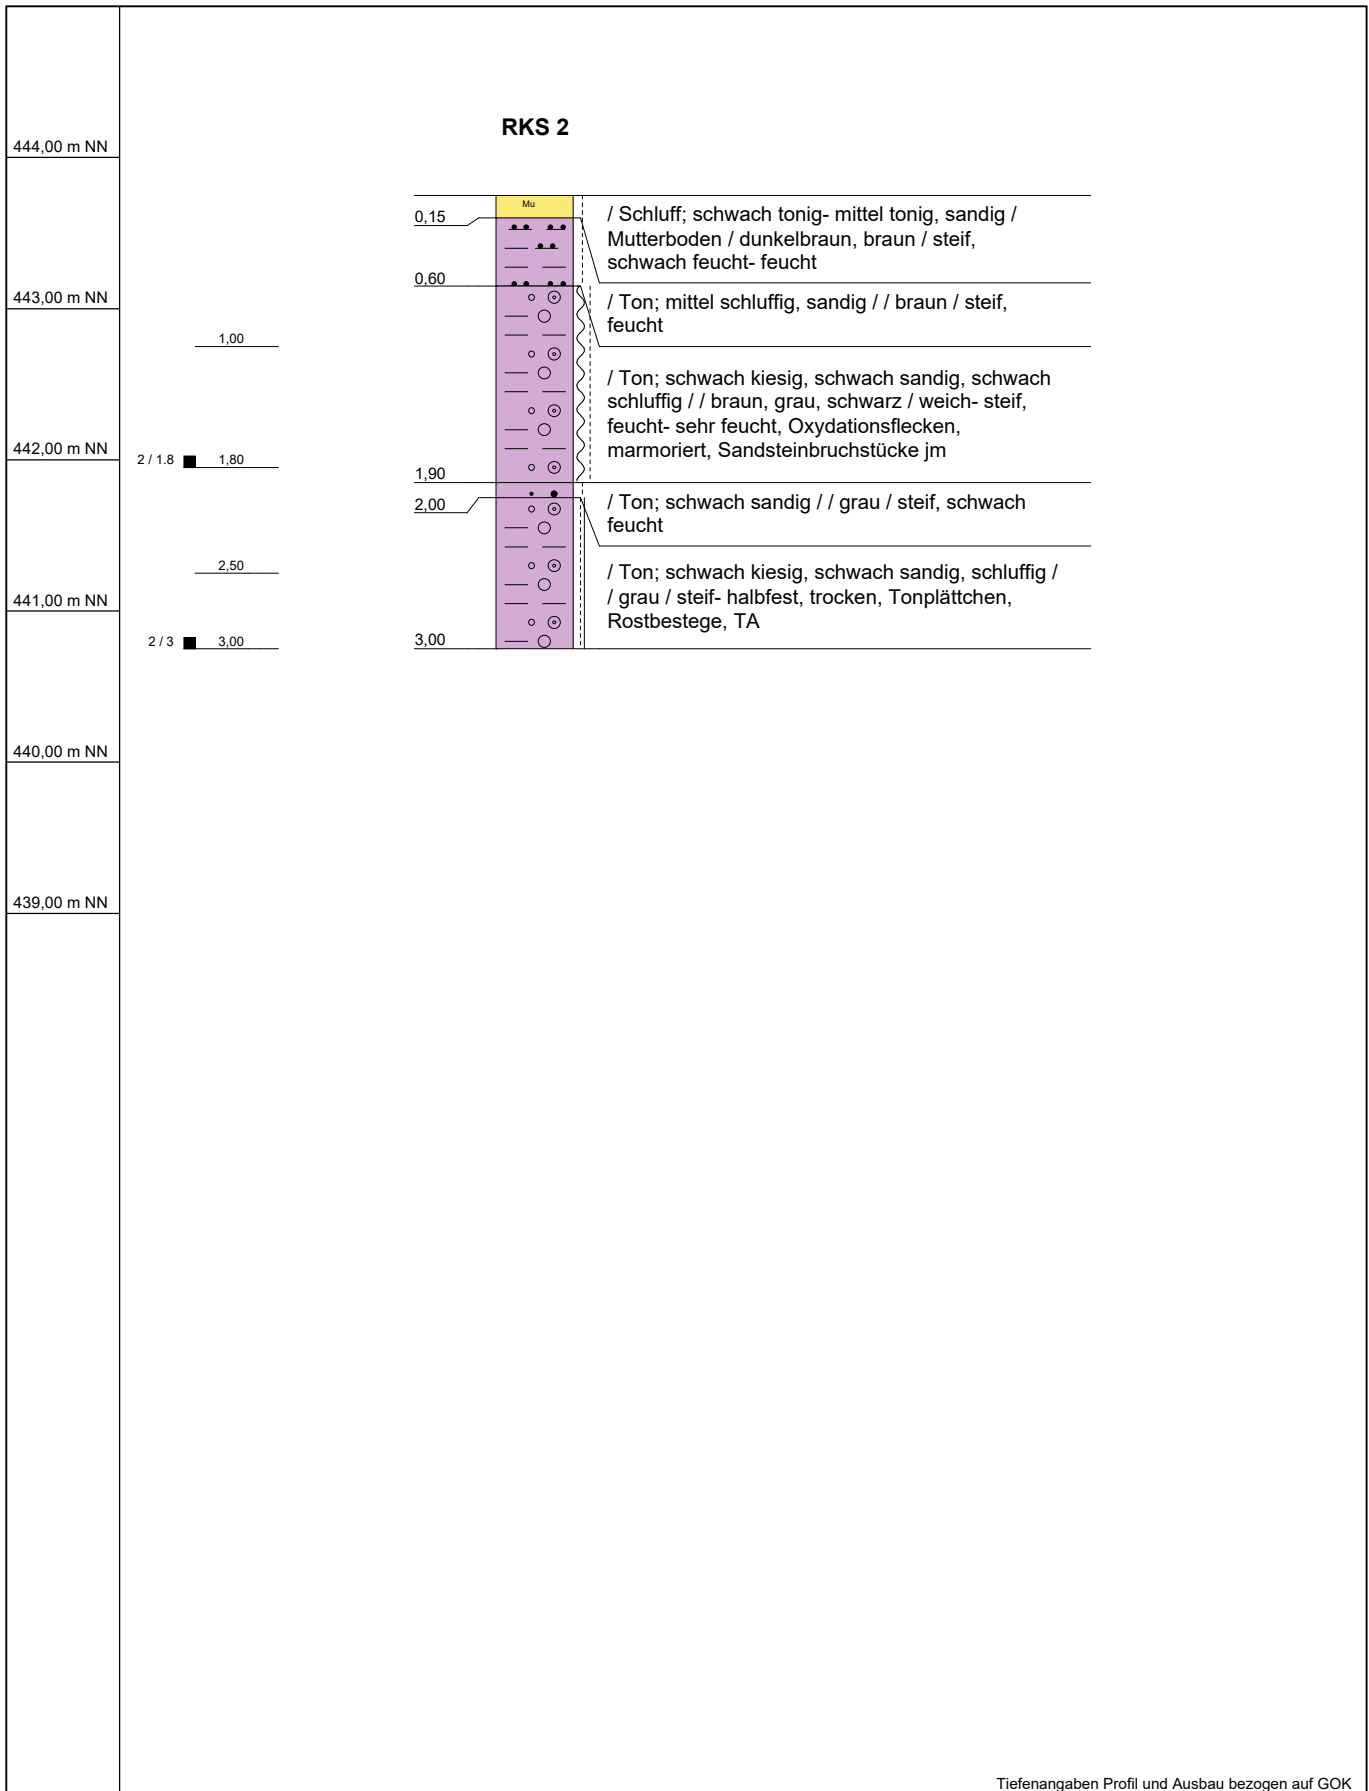 RKS 2
444,00 m NN
443,00 m NN
442,00 m NN
441,00 m NN
440,00 m NN
439,00 m NN
1,00
2 / 1.8
1,80
2,50
2 / 3
3,00
0,15
0,60
1,90
2,00
3,00
Mu
/ Schluff; schwach tonig- mittel tonig, sandig /
Mutterboden / dunkelbraun, braun / steif,
schwach feucht- feucht
/ Ton; mittel schluffig, sandig / / braun / steif,
feucht
/ Ton; schwach kiesig, schwach sandig, schwach
schluffig / / braun, grau, schwarz / weich- steif,
feucht- sehr feucht, Oxydationsflecken,
marmoriert, Sandsteinbruchstücke jm
/ Ton; schwach sandig / / grau / steif, schwach
feucht
/ Ton; schwach kiesig, schwach sandig, schluffig /
/ grau / steif- halbfest, trocken, Tonplättchen,
Rostbestege, TA
Tiefenangaben Profil und Ausbau bezogen auf GOK